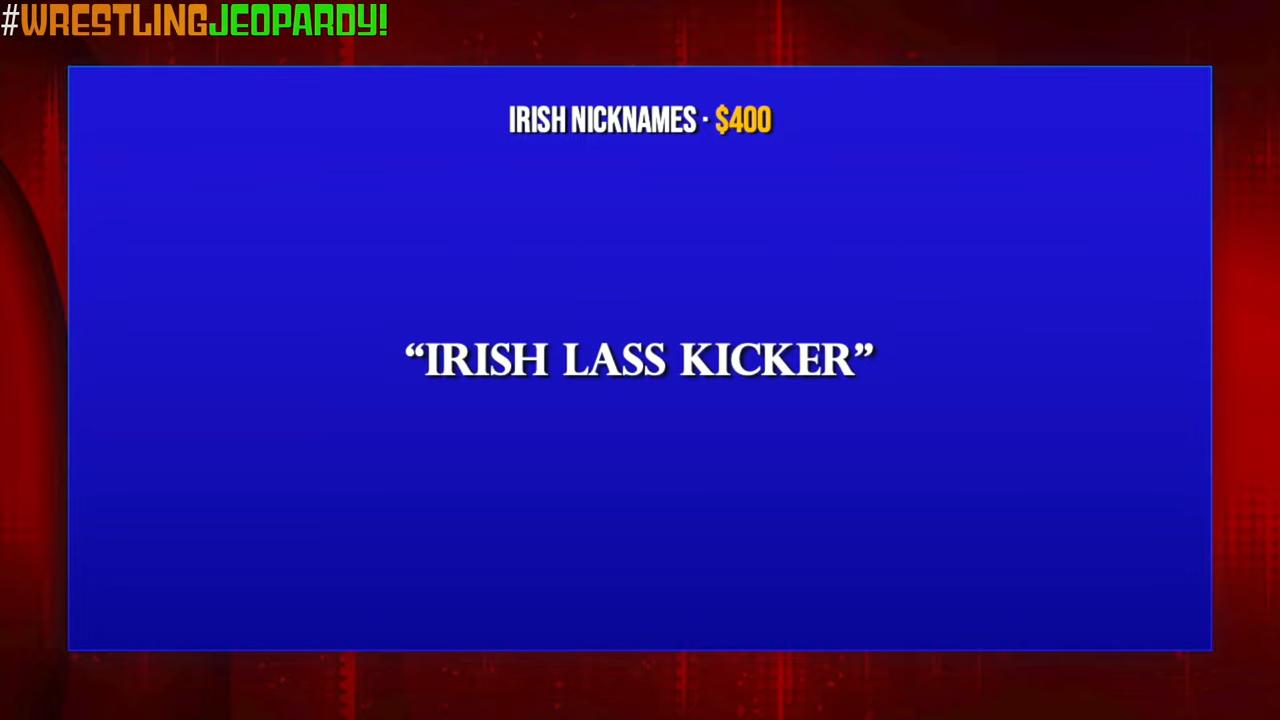 #WRESTLINGJEOPARDY!
IRISH NICKNAMES · $400
“IRISH LASS KICKER”